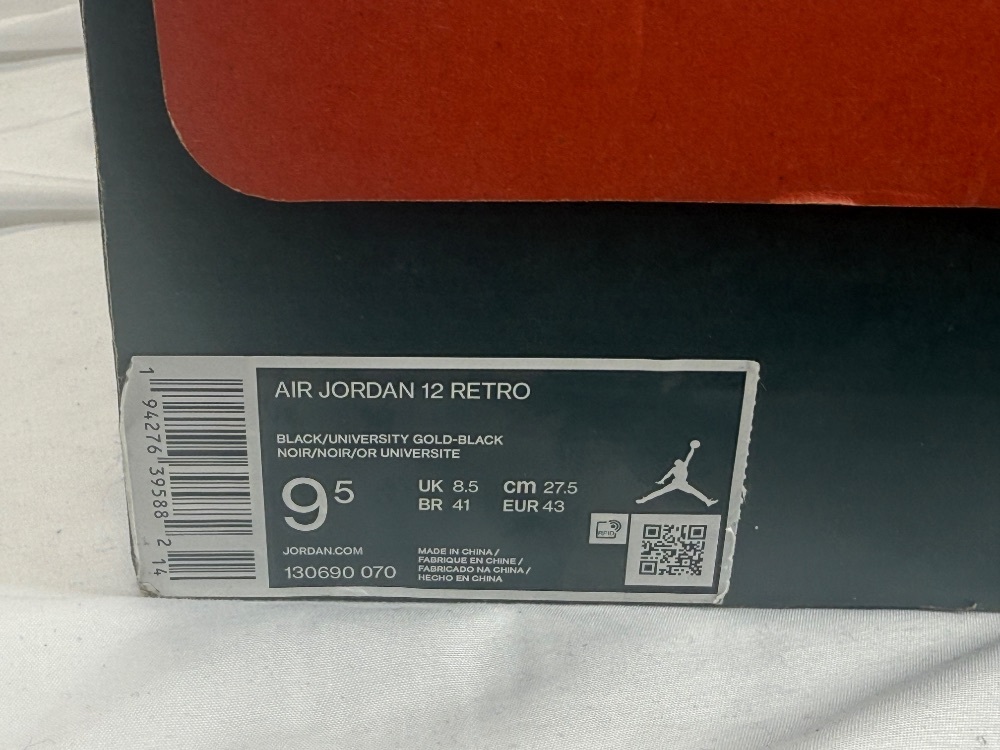 1 94276 39588 2 14
AIR JORDAN 12 RETRO
BLACK/UNIVERSITY GOLD-BLACK
NOIR/NOIR/OR UNIVERSITE
9⁵
UK 8.5 cm 27.5
BR 41 EUR 43
RFID
JORDAN.COM
130690 070
MADE IN CHINA /
FABRIQUE EN CHINE /
FABRICADO NA CHINA /
HECHO EN CHINA